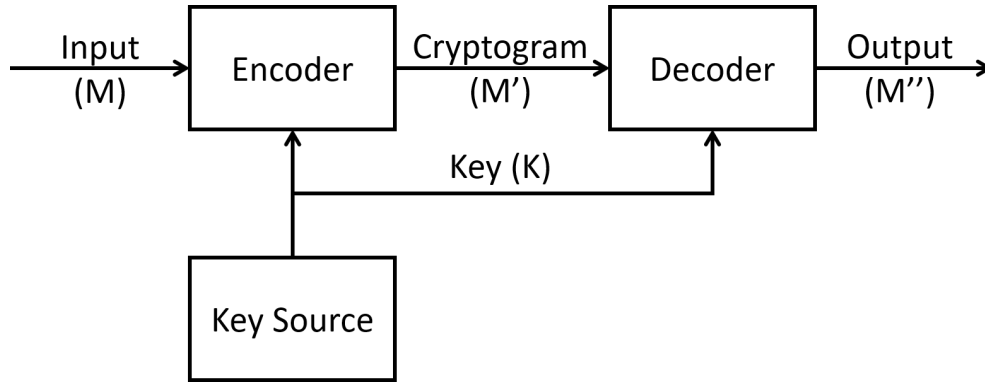 Input
(M)
Encoder
Cryptogram
(M’)
Decoder
Output
(M’’)
Key (K)
Key Source